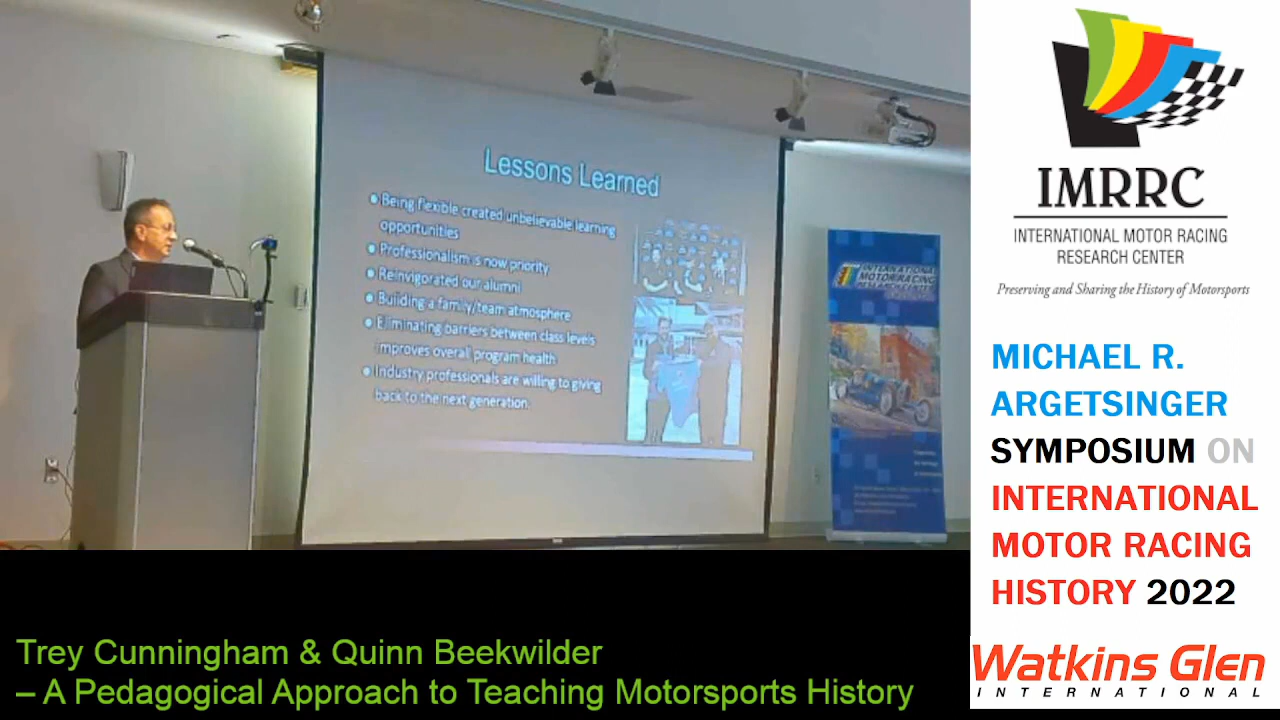 Lessons Learned
Being flexible created unbelievable learning
opportunities
Professionalism is now priority
Reinvigorated our alumni
Building a family/team atmosphere
Eliminating barriers between class levels
improves overall program health
Industry professionals are willing to giving
back to the next generation.
INTERNATIONAL
MOTOR RACING
IMRRC
INTERNATIONAL MOTOR RACING
RESEARCH CENTER
Preserving and Sharing the History of Motorsports
MICHAEL R.
ARGETSINGER
SYMPOSIUM ON
INTERNATIONAL
MOTOR RACING
HISTORY 2022
Watkins Glen
INTERNATIONAL
Trey Cunningham & Quinn Beekwilder
– A Pedagogical Approach to Teaching Motorsports History